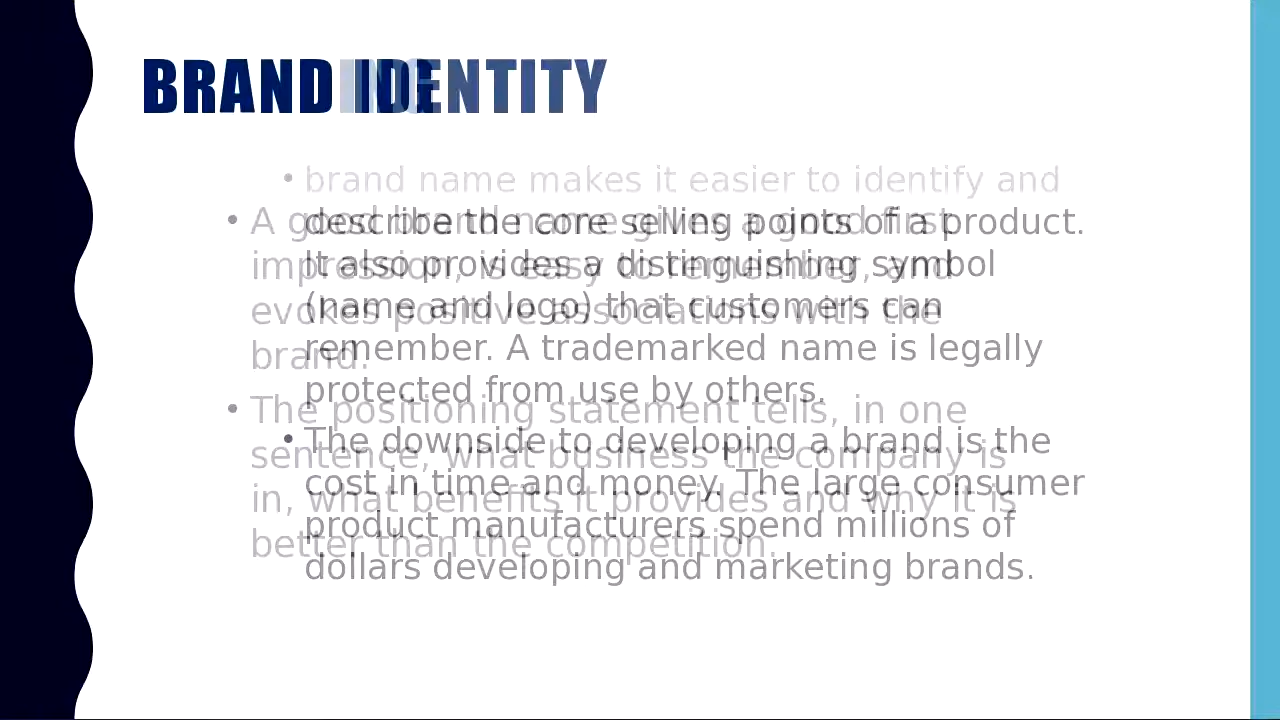 BRAND IDENTITY
BRANDING
brand name makes it easier to identify and
describe the core selling points of a product.
It also provides a distinguishing symbol
(name and logo) that customers can
remember. A trademarked name is legally
protected from use by others.
The downside to developing a brand is the
cost in time and money. The large consumer
product manufacturers spend millions of
dollars developing and marketing brands.
A good brand name gives a good first
impression, is easy to remember, and
evokes positive associations with the
brand.
The positioning statement tells, in one
sentence, what business the company is
in, what benefits it provides and why it is
better than the competition.